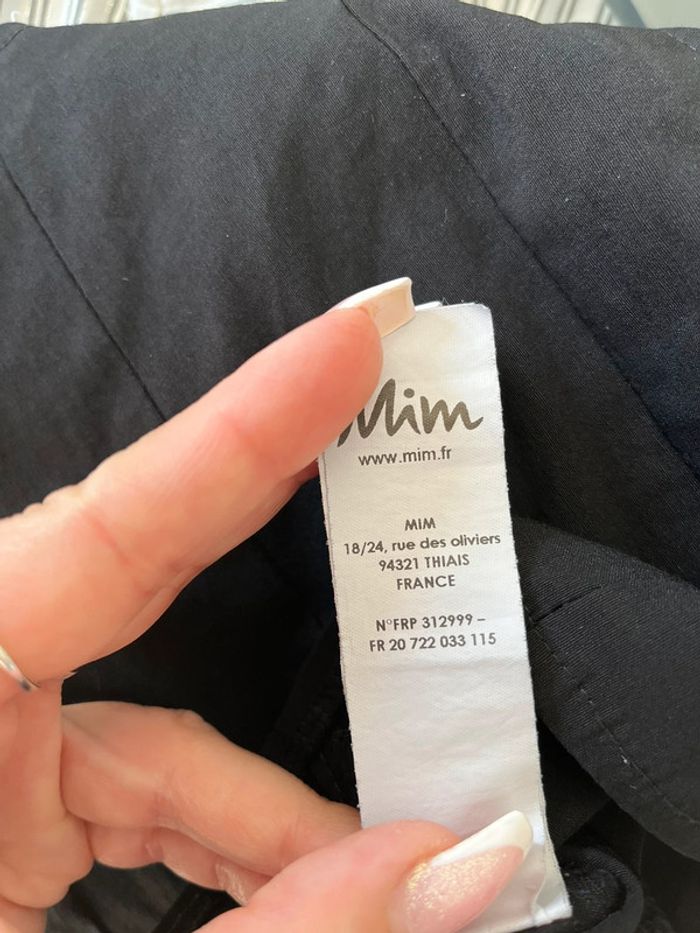 Mim
www.mim.fr
MIM
18/24, rue des oliviers
94321 THIAIS
FRANCE
N°FRP 312999 –
FR 20 722 033 115